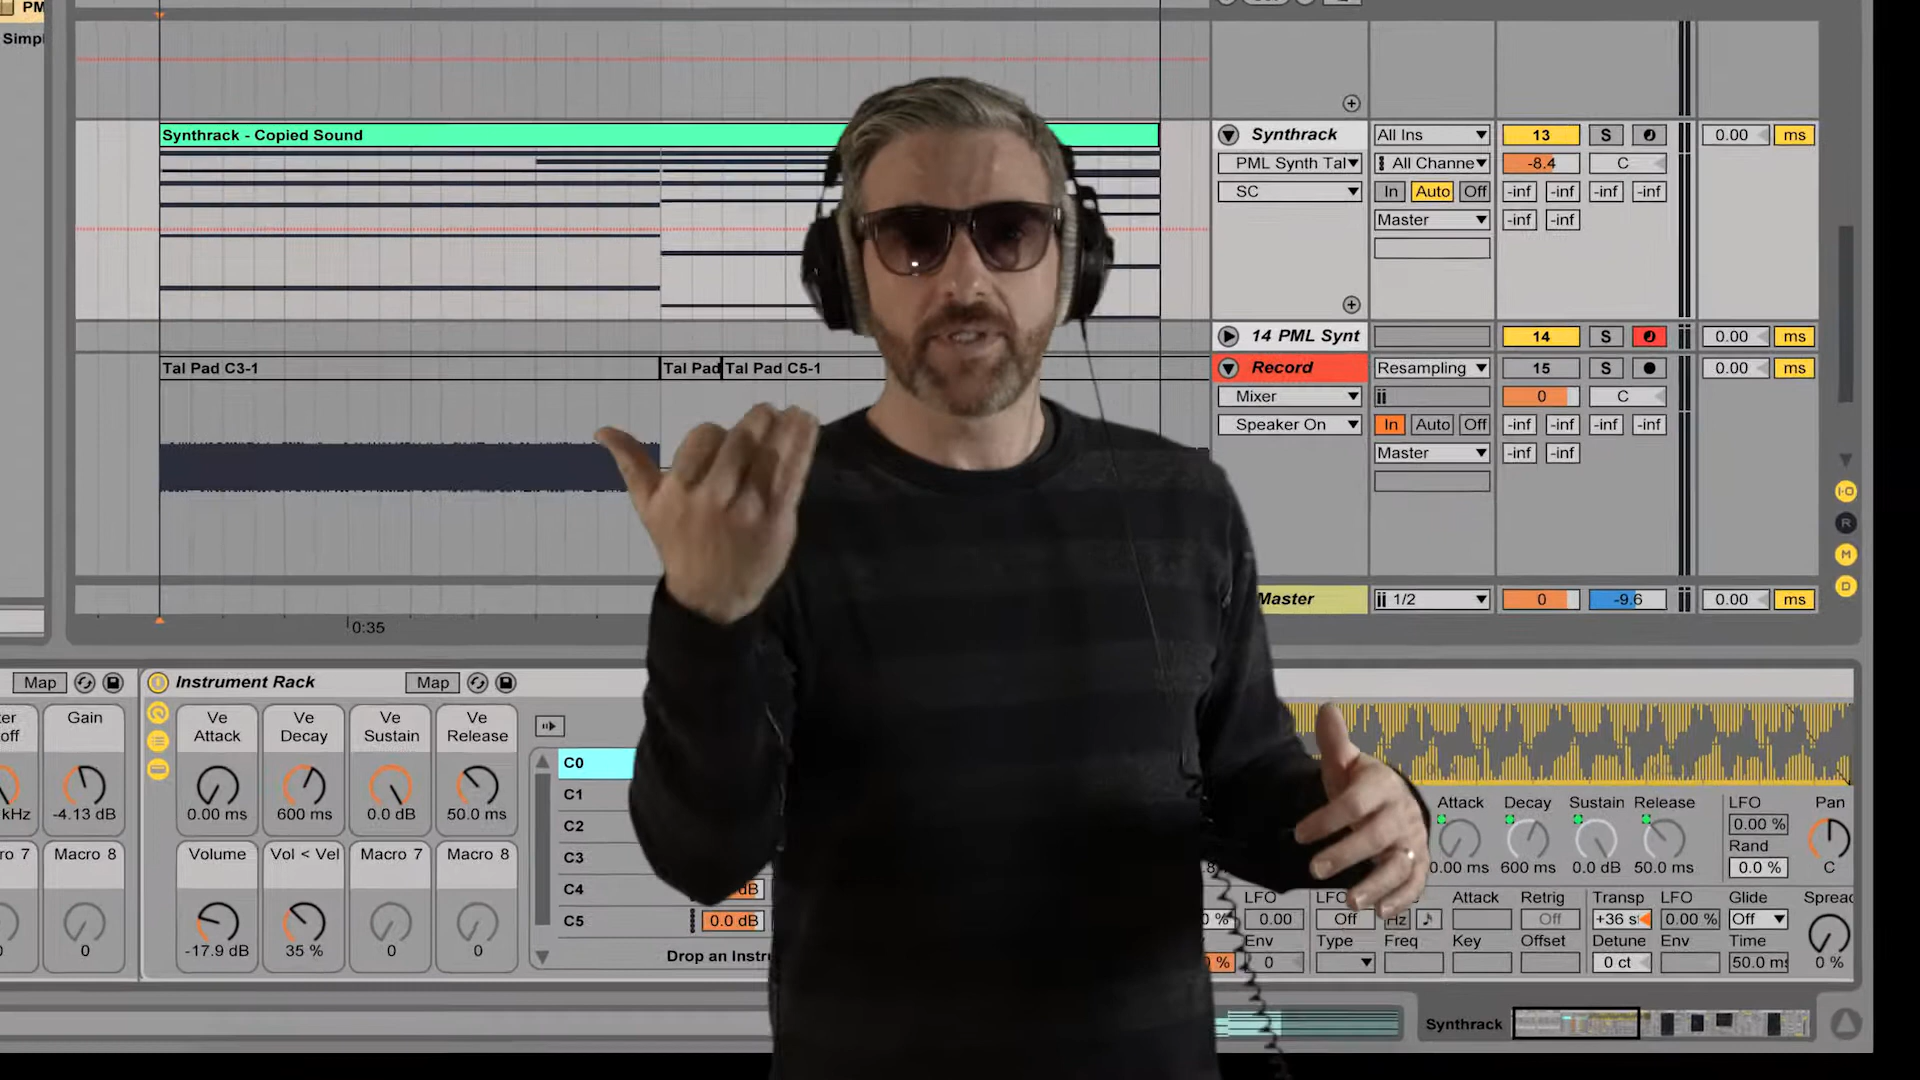 PM
Simpl
Synthrack - Copied Sound
Synthrack
All Ins
13
S
0.00
ms
PML Synth Tal
All Channe
-8.4
C
SC
In
Auto
Off
-inf
-inf
-inf
-inf
Master
-inf
-inf
14 PML Synt
14
S
0.00
ms
Tal Pad C3-1
Tal Pad
Tal Pad C5-1
Record
Resampling
15
S
0.00
ms
Mixer
0
C
Speaker On
In
Auto
Off
-inf
-inf
-inf
-inf
Master
-inf
-inf
I·O
R
M
D
Master
1/2
0
-9.6
0.00
ms
0:35
Map
Instrument Rack
Map
off
Gain
Ve Attack
Ve Decay
Ve Sustain
Ve Release
kHz
-4.13 dB
0.00 ms
600 ms
0.0 dB
50.0 ms
ro 7
Macro 8
Volume
Vol < Vel
Macro 7
Macro 8
0
-17.9 dB
35 %
0
0
C0
C1
C2
C3
C4
dB
C5
0.0 dB
Drop an Instru
Attack
Decay
Sustain
Release
LFO
Pan
0.00 %
Rand
0.00 ms
600 ms
0.0 dB
50.0 ms
0.0 %
C
LFO
LFO
Attack
Retrig
Transp
LFO
Glide
Spread
%
0.00
Off
Hz
Off
+36 s
0.00 %
Off
Env
Type
Freq
Key
Offset
Detune
Env
Time
%
0
0 ct
50.0 ms
0 %
Synthrack